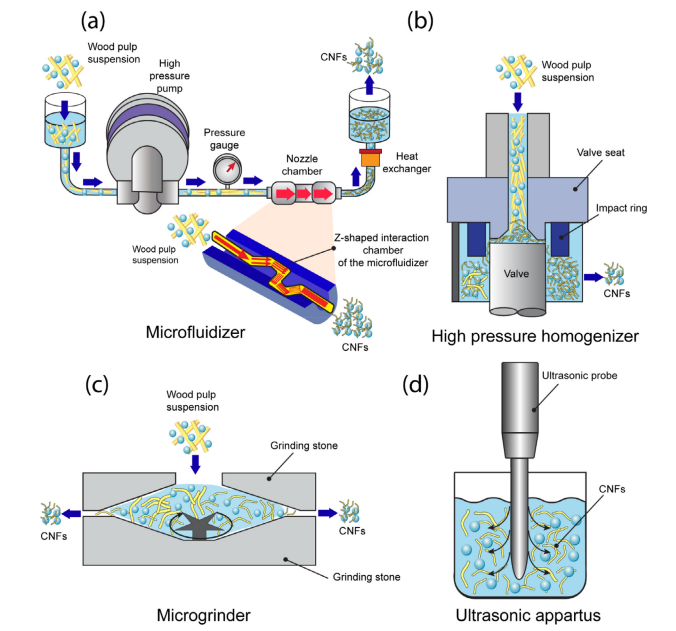 (a)
Wood pulp
suspension
High
pressure
pump
Pressure
gauge
Nozzle
chamber
CNFs
Heat
exchanger
Wood pulp
suspension
Z-shaped interaction
chamber
of the microfluidizer
CNFs
Microfluidizer
(b)
Wood pulp
suspension
Valve seat
Impact ring
Valve
CNFs
High pressure homogenizer
(c)
Wood pulp
suspension
Grinding stone
CNFs
CNFs
Grinding stone
Microgrinder
(d)
Ultrasonic probe
CNFs
Ultrasonic appartus